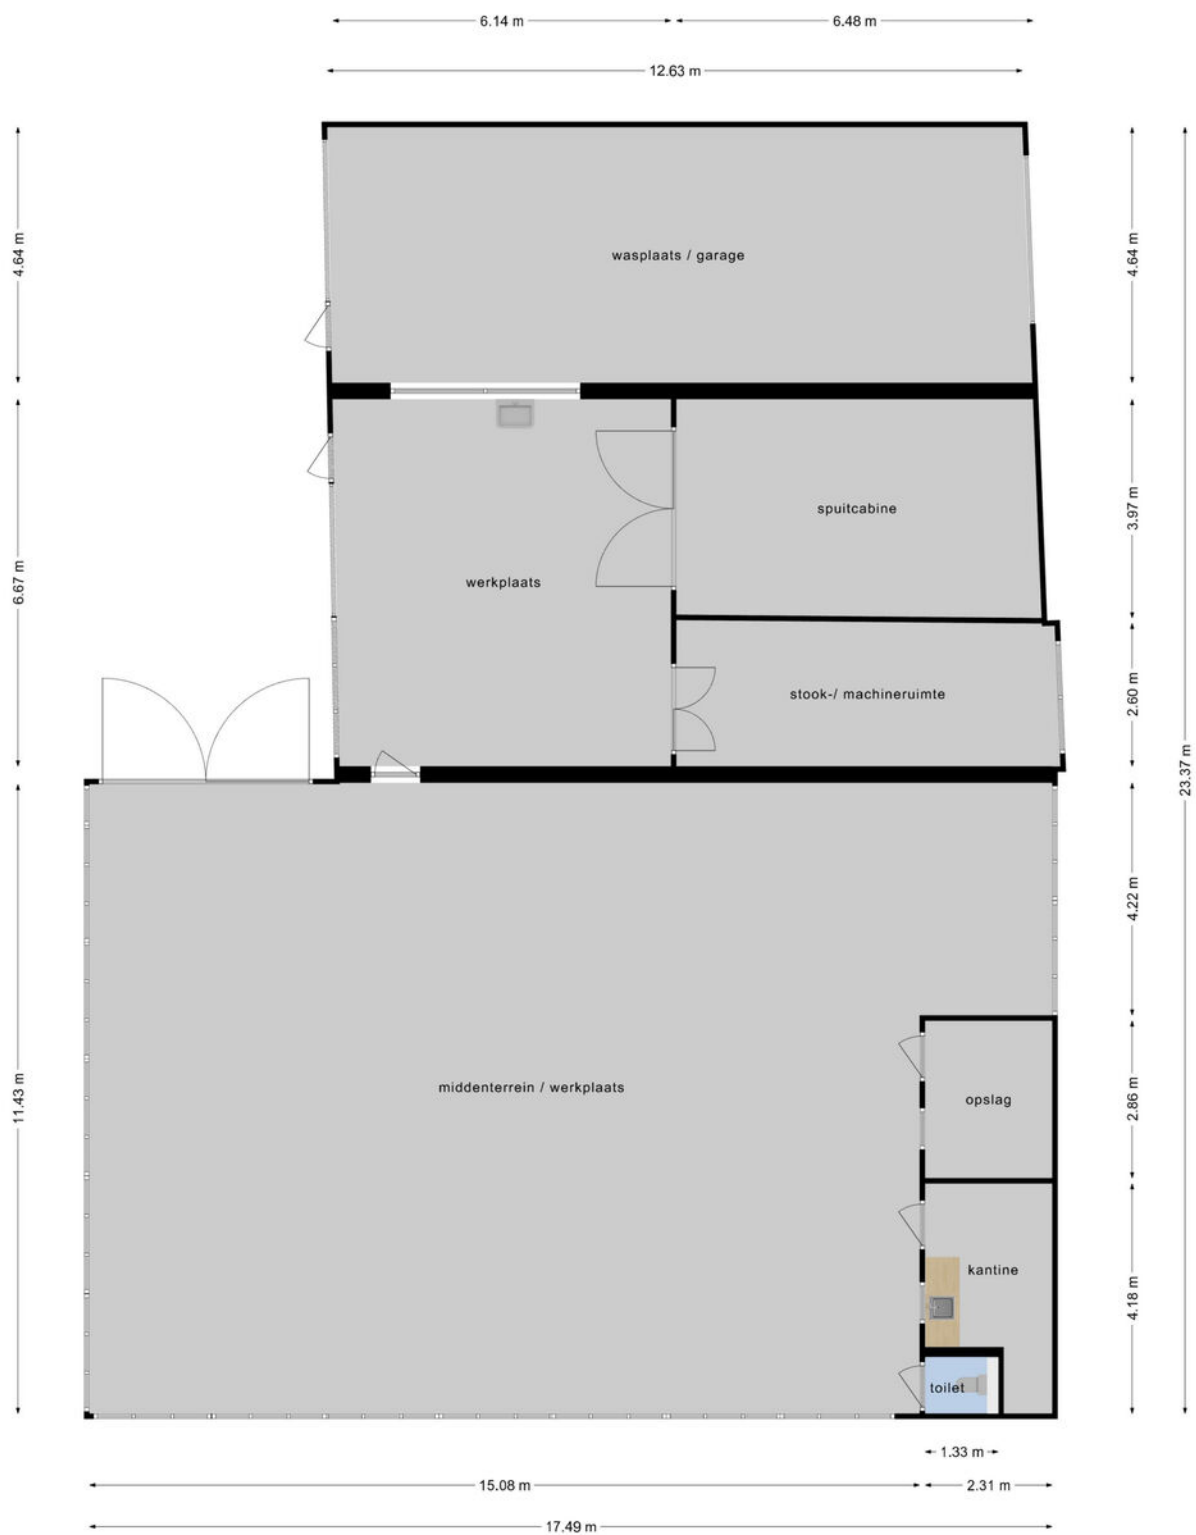 6.14 m
6.48 m
12.63 m
4.64 m
4.64 m
wasplaats / garage
3.97 m
spuitcabine
6.67 m
werkplaats
2.60 m
stook-/ machineruimte
23.37 m
4.22 m
11.43 m
middenterrein / werkplaats
2.86 m
opslag
kantine
4.18 m
toilet
1.33 m
15.08 m
2.31 m
17.49 m